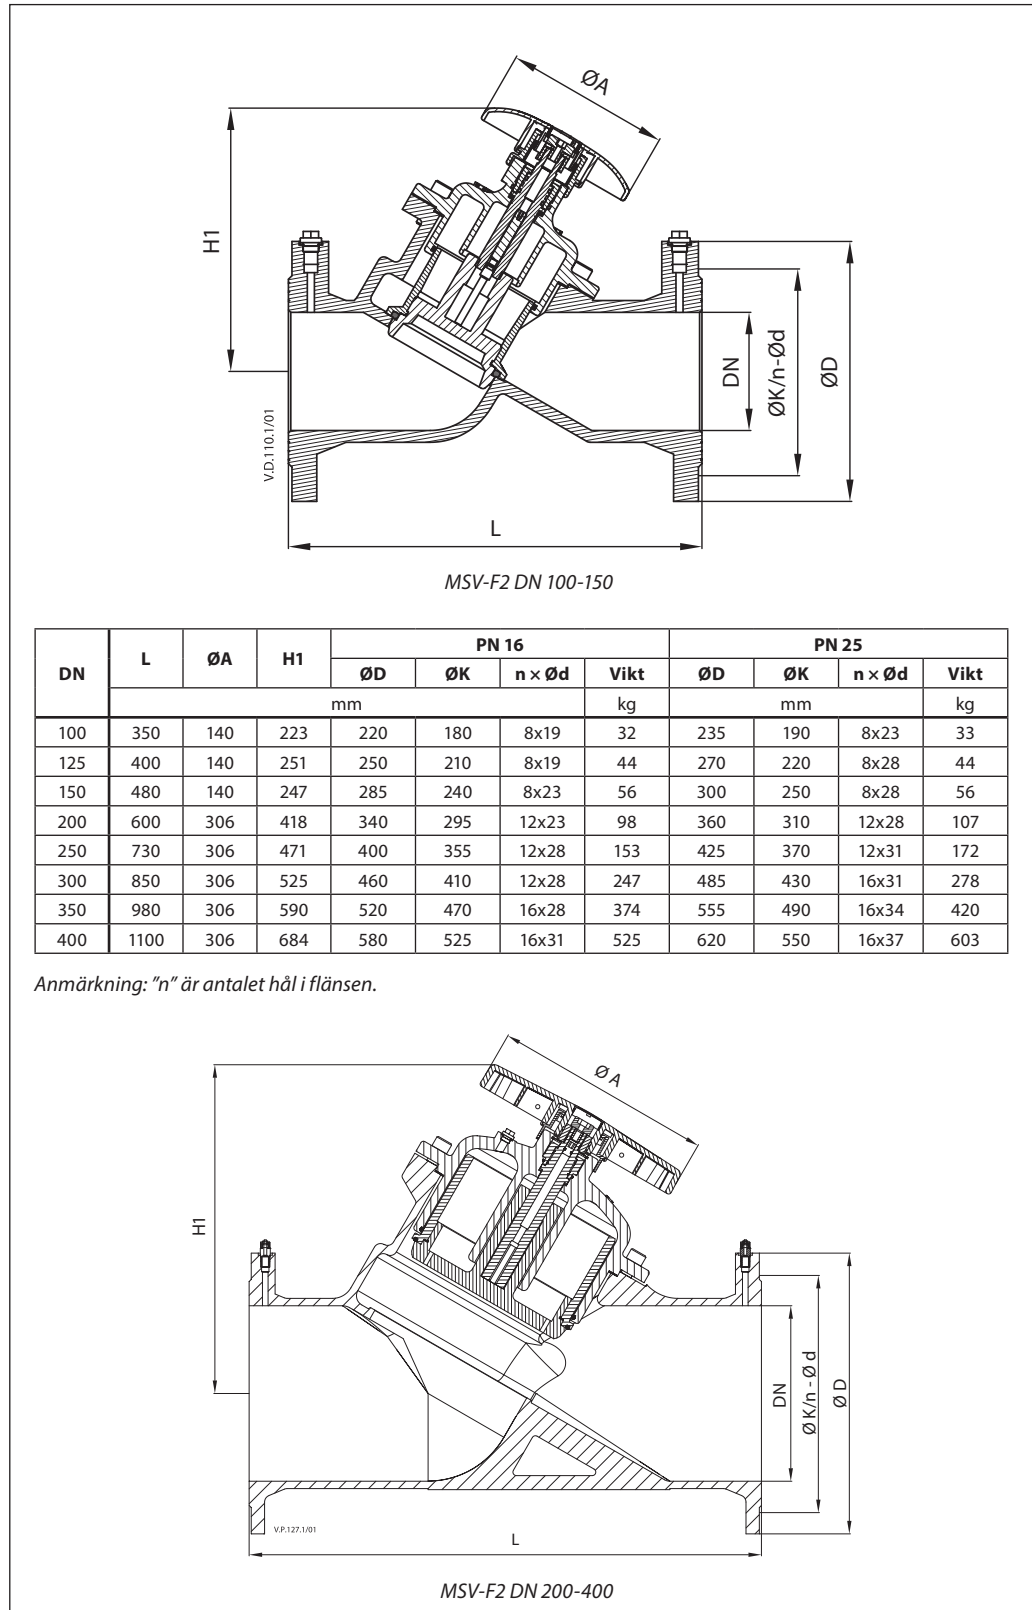 ØA
H1
DN
ØK/n-Ød
ØD
V.D.110.1/01
L
MSV-F2 DN 100-150
DN L ØA H1 PN 16 PN 25
ØD ØK n × Ød Vikt ØD ØK n × Ød Vikt
mm kg mm kg
100 350 140 223 220 180 8x19 32 235 190 8x23 33
125 400 140 251 250 210 8x19 44 270 220 8x28 44
150 480 140 247 285 240 8x23 56 300 250 8x28 56
200 600 306 418 340 295 12x23 98 360 310 12x28 107
250 730 306 471 400 355 12x28 153 425 370 12x31 172
300 850 306 525 460 410 12x28 247 485 430 16x31 278
350 980 306 590 520 470 16x28 374 555 490 16x34 420
400 1100 306 684 580 525 16x31 525 620 550 16x37 603
Anmärkning: ”n” är antalet hål i flänsen.
Ø A
H1
DN
Ø K/n - Ø d
Ø D
V.P.127.1/01
L
MSV-F2 DN 200-400